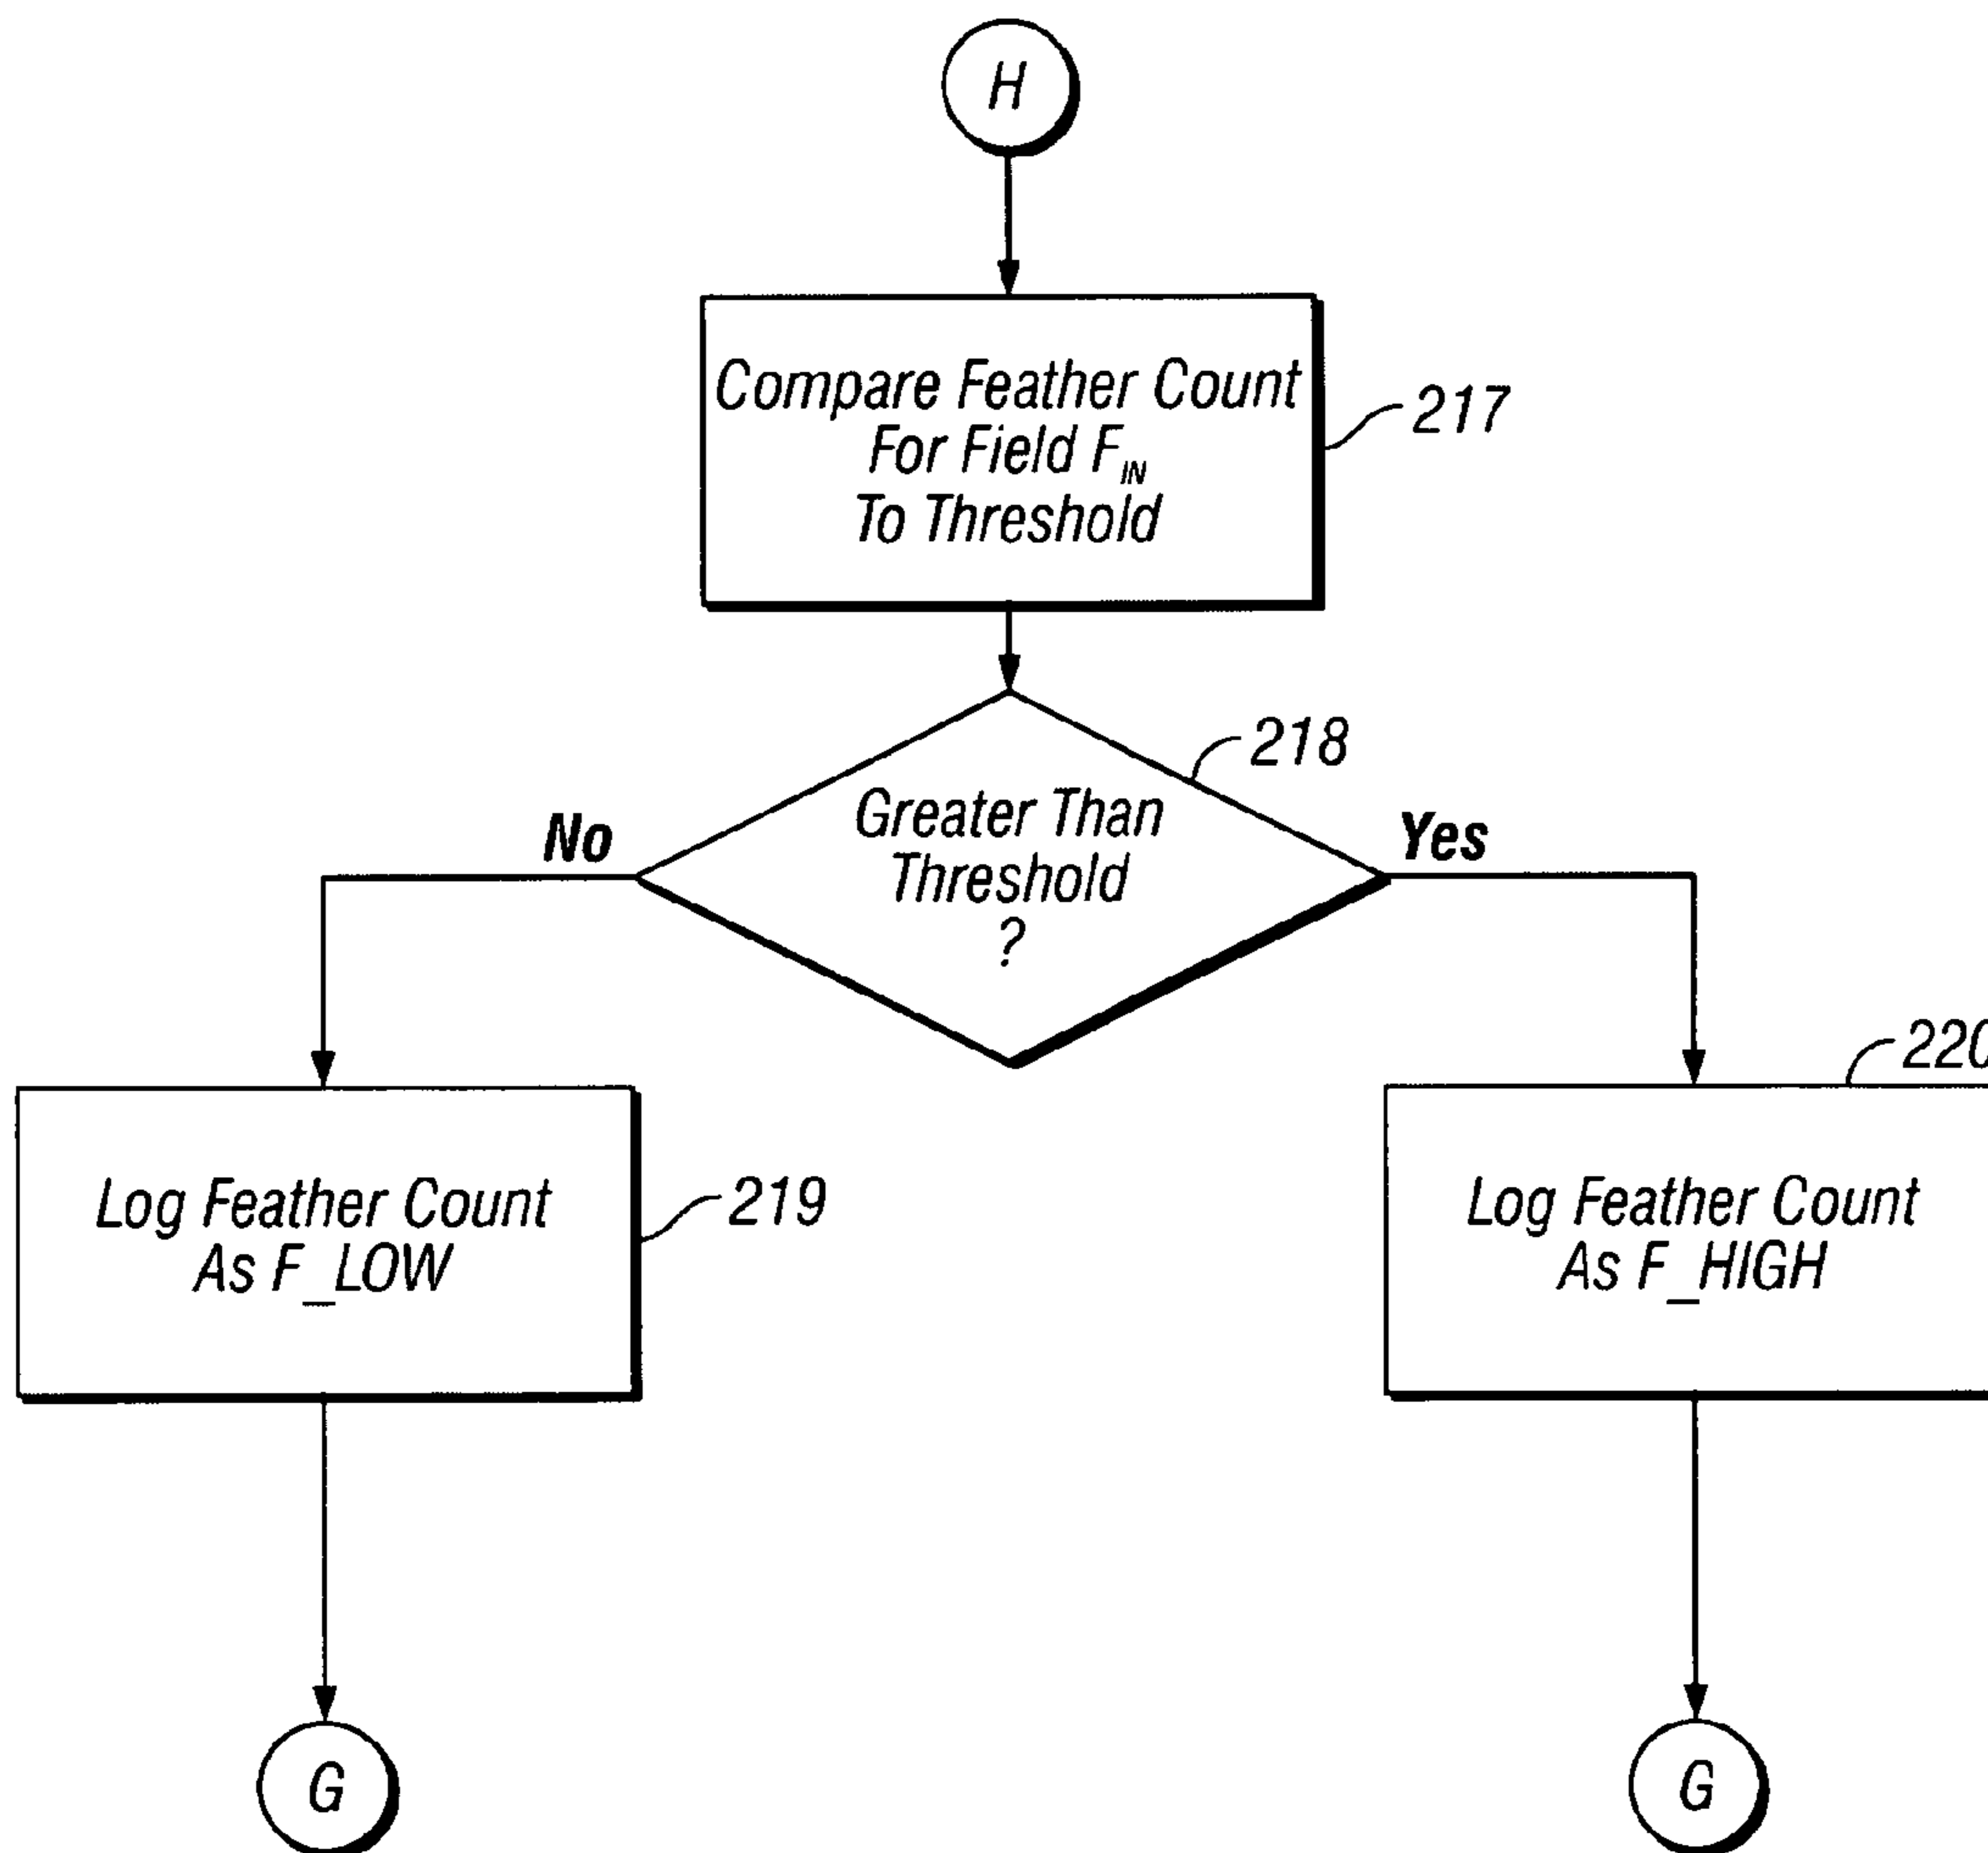 H
Compare Feather Count
For Field F_IN
To Threshold
217
218
Greater Than
Threshold
?
No
Yes
220
Log Feather Count
As F_LOW
219
Log Feather Count
As F_HIGH
G
G